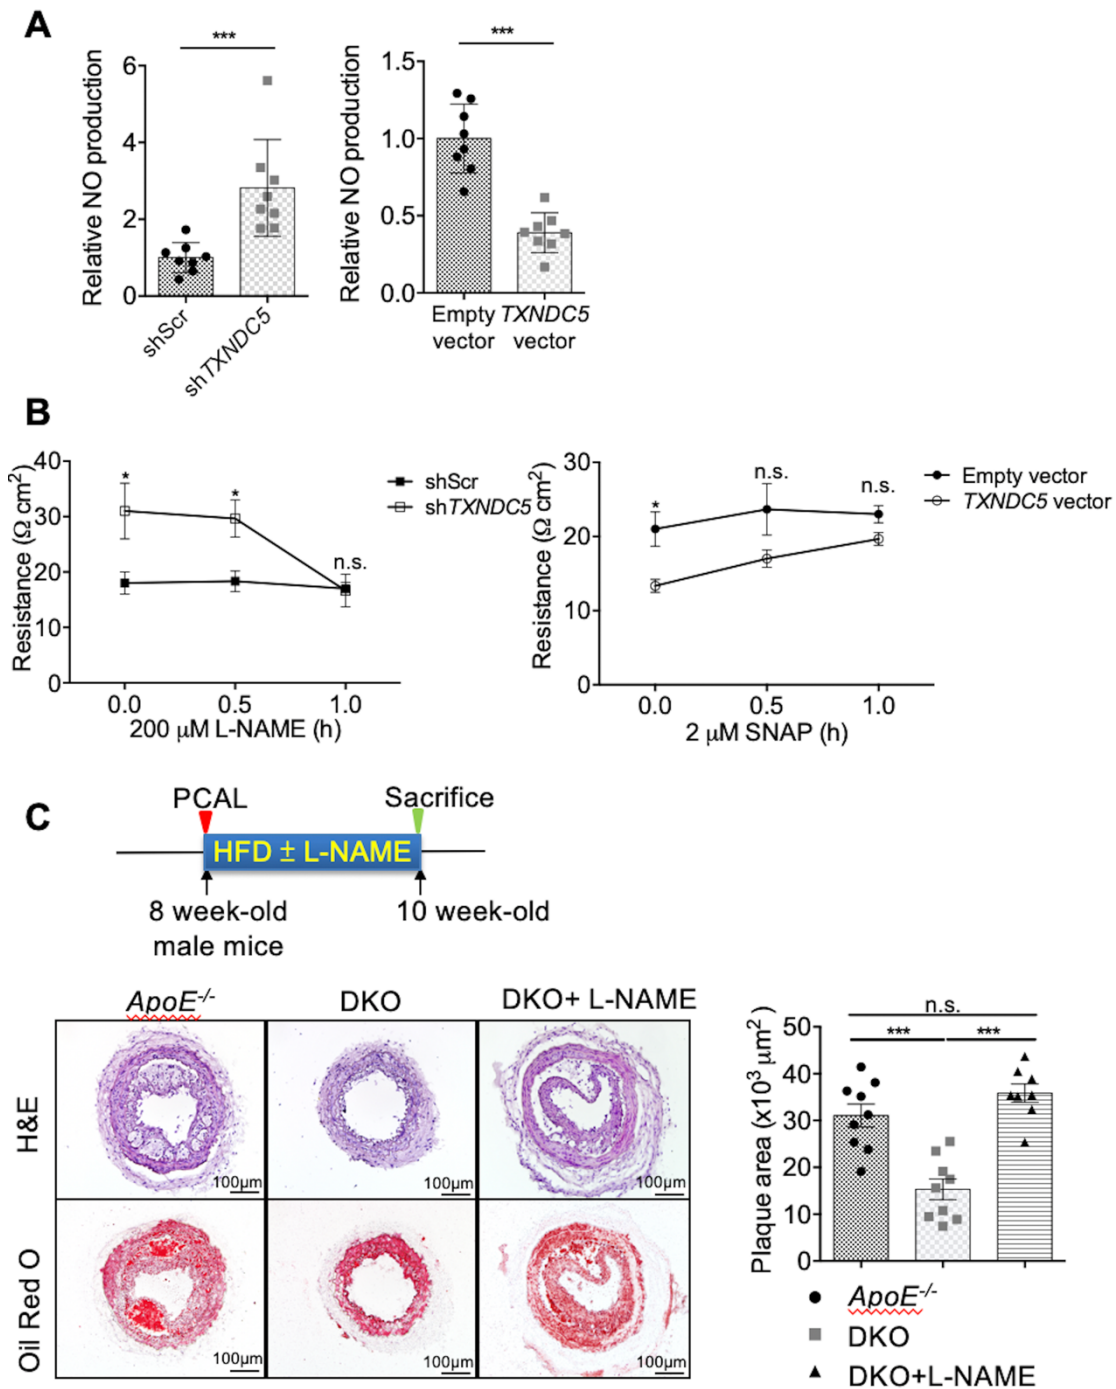 A
***
Relative NO production
6
4
2
0
shScr
shTXNDC5
***
Relative NO production
1.5
1.0
0.5
0.0
Empty vector
TXNDC5 vector
B
Resistance (Ω cm²)
40
30
20
10
0
*
*
n.s.
0.0 0.5 1.0
200 μM L-NAME (h)
shScr
shTXNDC5
Resistance (Ω cm²)
30
20
10
0
*
n.s.
n.s.
0.0 0.5 1.0
2 μM SNAP (h)
Empty vector
TXNDC5 vector
C
PCAL
Sacrifice
HFD ± L-NAME
8 week-old
male mice
10 week-old
ApoE-/-
DKO
DKO+ L-NAME
H&E
100μm
100μm
100μm
Oil Red O
100μm
100μm
100μm
n.s.
*** ***
Plaque area (x10³ μm²)
50
40
30
20
10
0
ApoE-/-
DKO
DKO+L-NAME